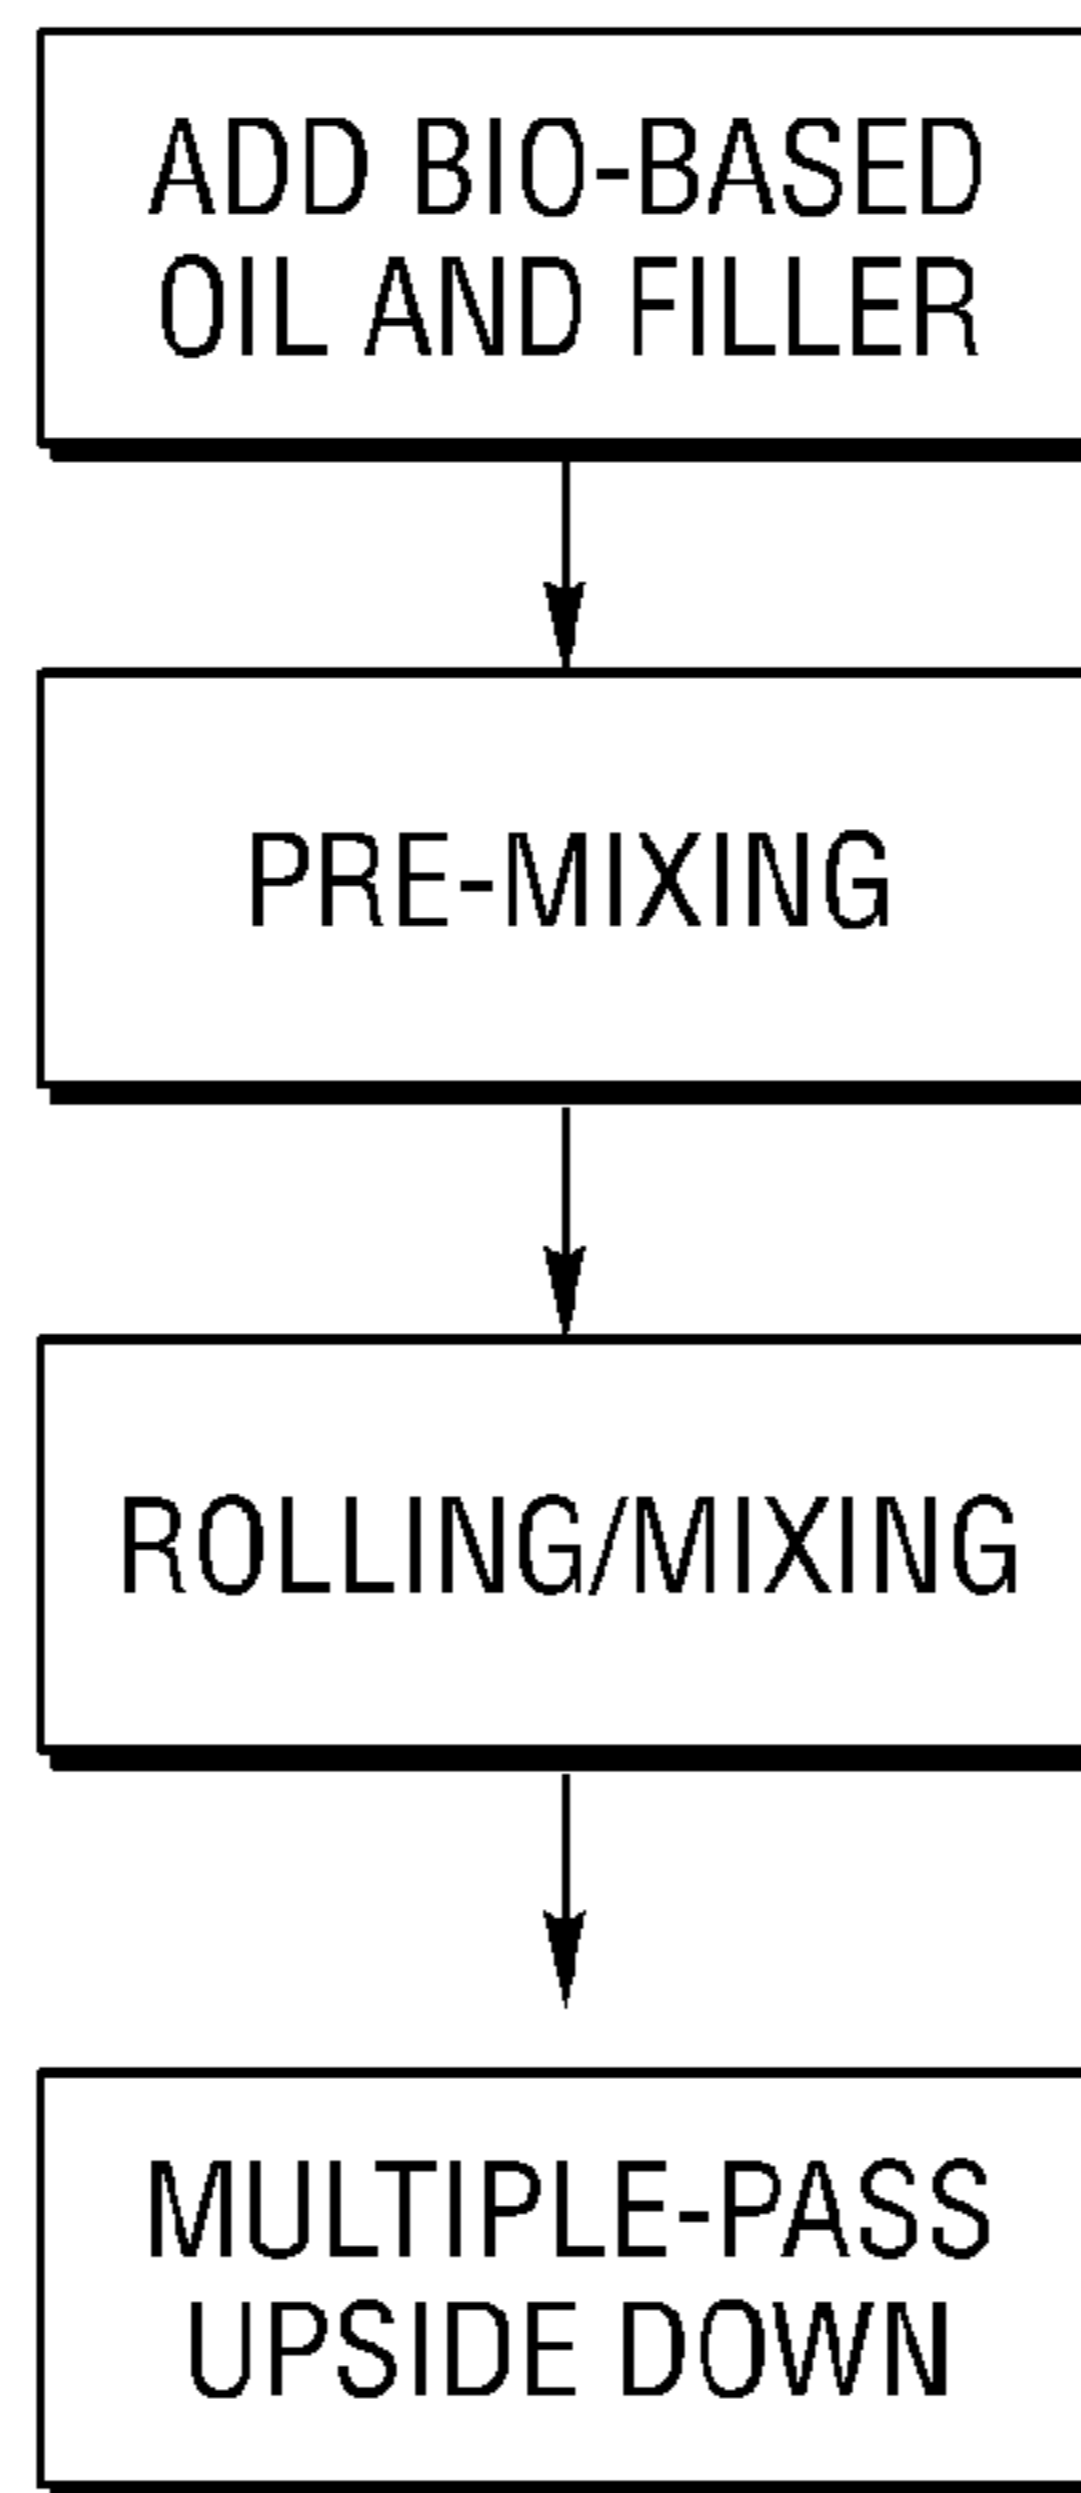 ADD BIO-BASED
OIL AND FILLER
PRE-MIXING
ROLLING/MIXING
MULTIPLE-PASS
UPSIDE DOWN